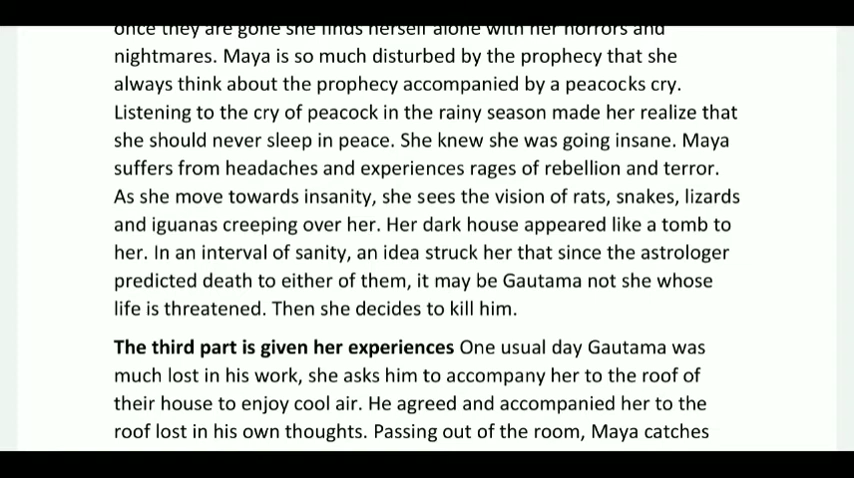 once they are gone she finds herself alone with her horrors and
nightmares. Maya is so much disturbed by the prophecy that she
always think about the prophecy accompanied by a peacocks cry.
Listening to the cry of peacock in the rainy season made her realize that
she should never sleep in peace. She knew she was going insane. Maya
suffers from headaches and experiences rages of rebellion and terror.
As she move towards insanity, she sees the vision of rats, snakes, lizards
and iguanas creeping over her. Her dark house appeared like a tomb to
her. In an interval of sanity, an idea struck her that since the astrologer
predicted death to either of them, it may be Gautama not she whose
life is threatened. Then she decides to kill him.
The third part is given her experiences One usual day Gautama was
much lost in his work, she asks him to accompany her to the roof of
their house to enjoy cool air. He agreed and accompanied her to the
roof lost in his own thoughts. Passing out of the room, Maya catches